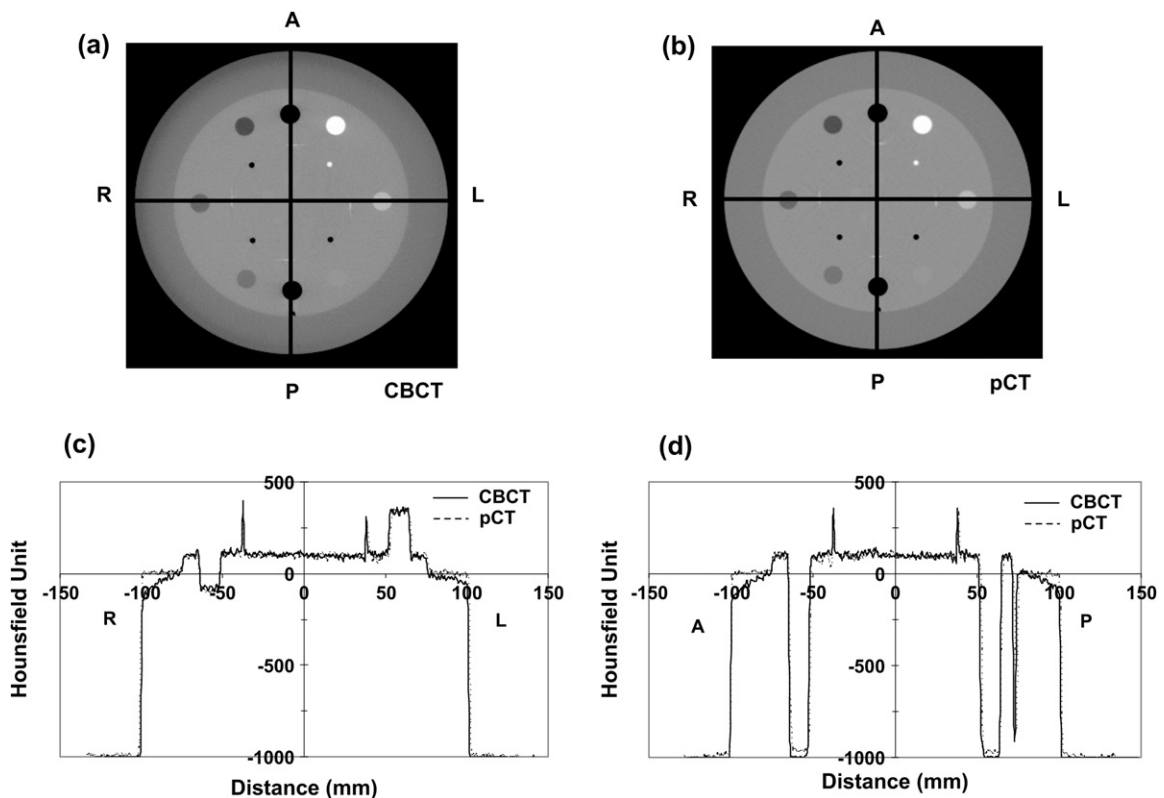 (a)
A
R
L
P
CBCT
(b)
A
R
L
P
pCT
(c)
500
0
-500
-1000
-150
-100
-50
0
50
100
150
CBCT
pCT
R
L
Hounsfield Unit
Distance (mm)
(d)
500
0
-500
-1000
-150
-100
-50
0
50
100
150
CBCT
pCT
A
P
Hounsfield Unit
Distance (mm)